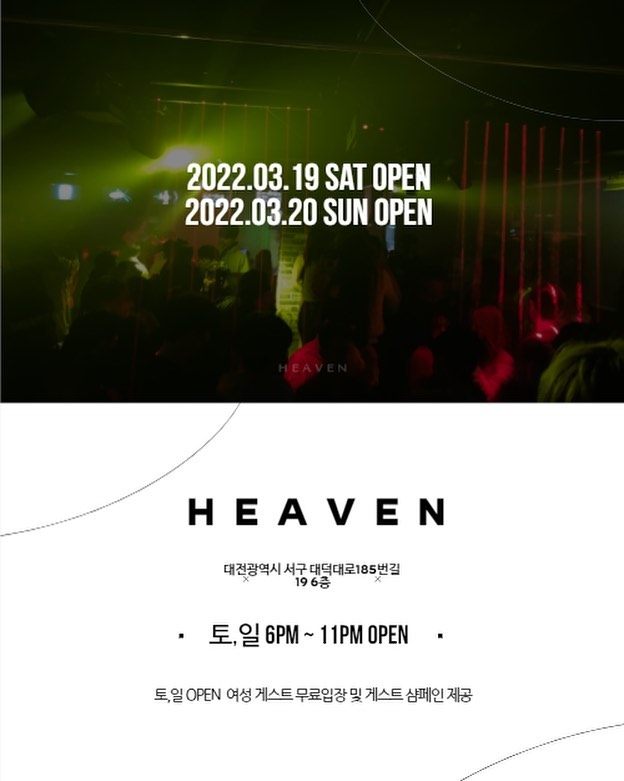 2022.03.19 SAT OPEN
2022.03.20 SUN OPEN
HEAVEN
HEAVEN
대전광역시 서구 대덕대로185번길
19 6층
토,일 6PM ~ 11PM OPEN
토,일 OPEN 여성 게스트 무료입장 및 게스트 샴페인 제공